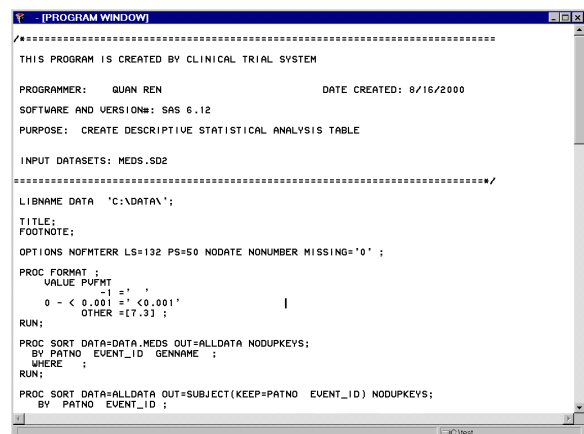 - [PROGRAM WINDOW]
/*============================================================================
THIS PROGRAM IS CREATED BY CLINICAL TRIAL SYSTEM
PROGRAMMER: QUAN REN DATE CREATED: 8/16/2000
SOFTWARE AND VERSION#: SAS 6.12
PURPOSE: CREATE DESCRIPTIVE STATISTICAL ANALYSIS TABLE
INPUT DATASETS: MEDS.SD2
============================================================================*/
LIBNAME DATA 'C:\DATA\';
TITLE;
FOOTNOTE;
OPTIONS NOFMTERR LS=132 PS=50 NODATE NONUMBER MISSING='0' ;
PROC FORMAT ;
VALUE PVFMT
-1 =' '
0 - < 0.001 =' <0.001'
OTHER =[7.3] ;
RUN;
PROC SORT DATA=DATA.MEDS OUT=ALLDATA NODUPKEYS;
BY PATNO EVENT_ID GENNAME ;
WHERE ;
RUN;
PROC SORT DATA=ALLDATA OUT=SUBJECT(KEEP=PATNO EVENT_ID) NODUPKEYS;
BY PATNO EVENT_ID ;
C:\test